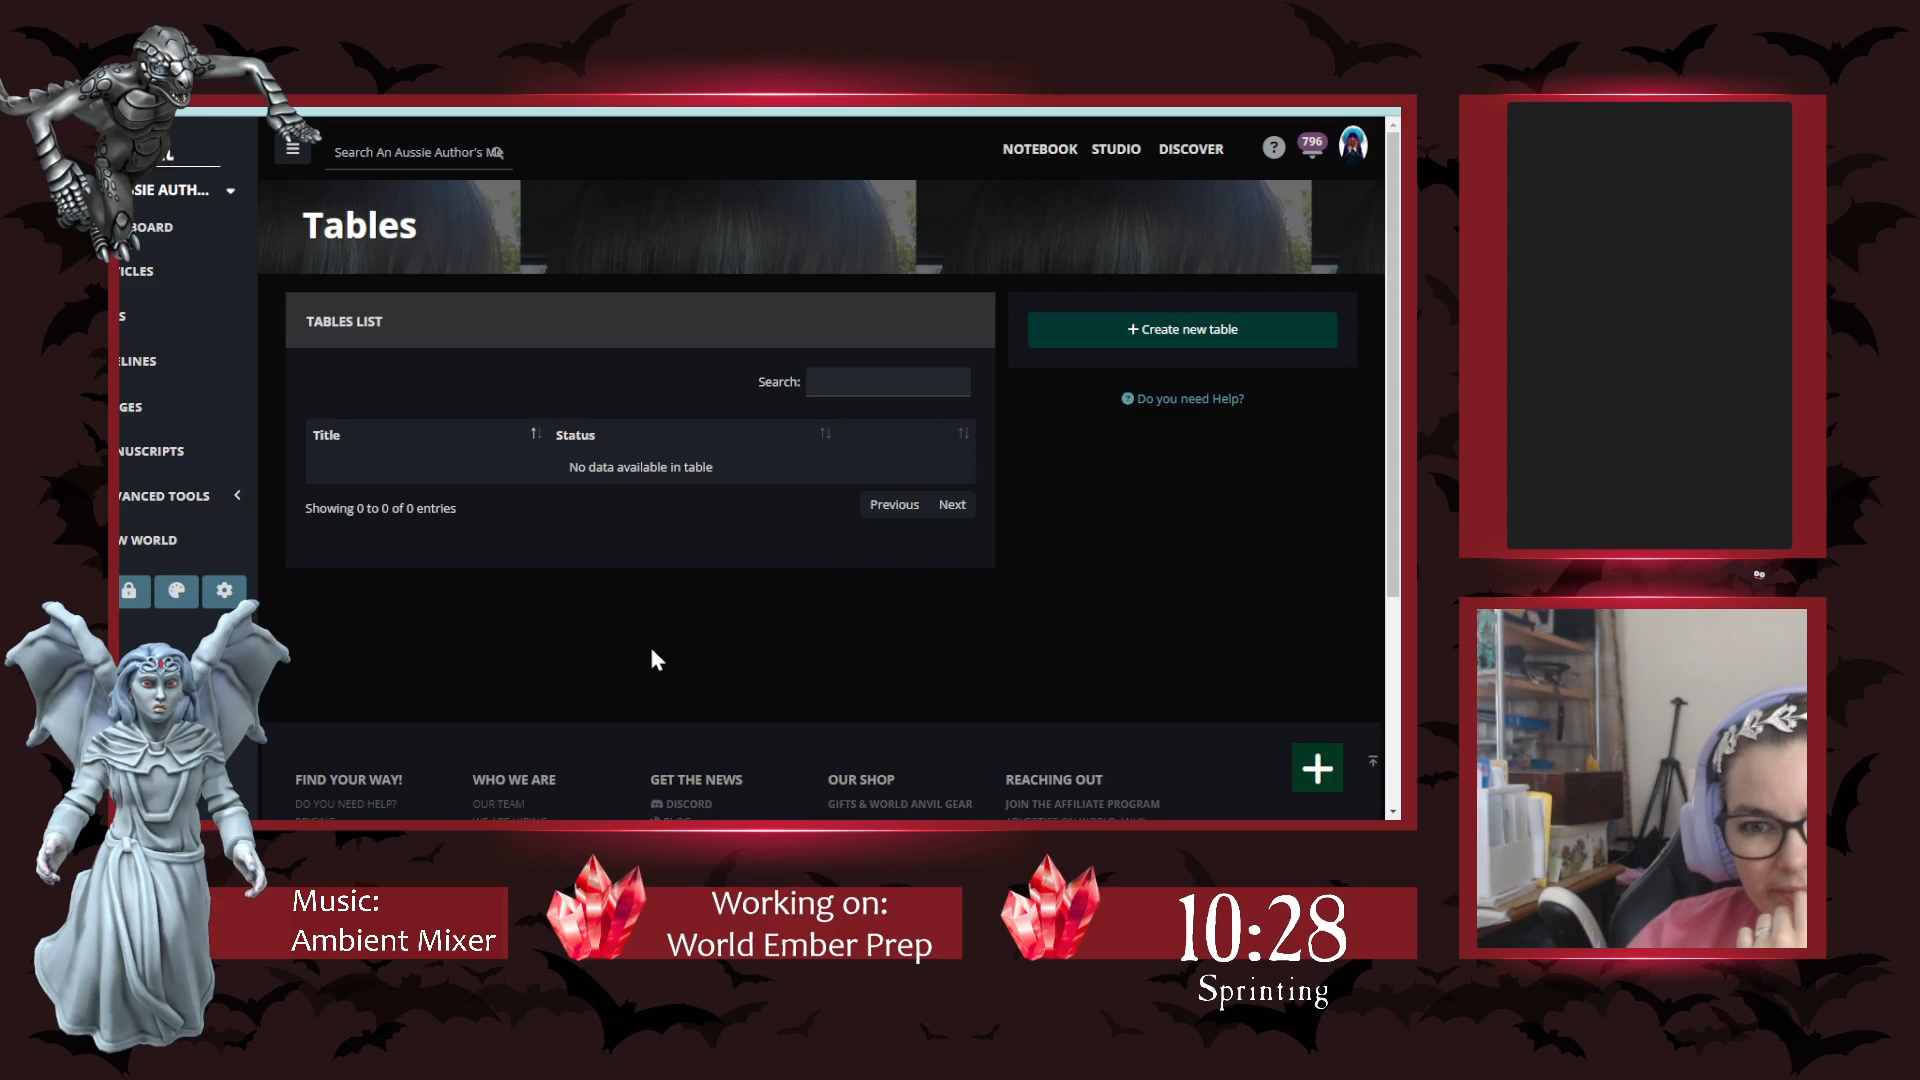 Search An Aussie Author's Me
NOTEBOOK
STUDIO
DISCOVER
?
796
SIE AUTH...
BOARD
ICLES
S
LINES
GES
NUSCRIPTS
VANCED TOOLS
W WORLD
Tables
TABLES LIST
Search:
Title
Status
No data available in table
Showing 0 to 0 of 0 entries
Previous
Next
+ Create new table
Do you need Help?
FIND YOUR WAY!
DO YOU NEED HELP?
WHO WE ARE
OUR TEAM
GET THE NEWS
DISCORD
OUR SHOP
GIFTS & WORLD ANVIL GEAR
REACHING OUT
JOIN THE AFFILIATE PROGRAM
Music:
Ambient Mixer
Working on:
World Ember Prep
10:28
Sprinting